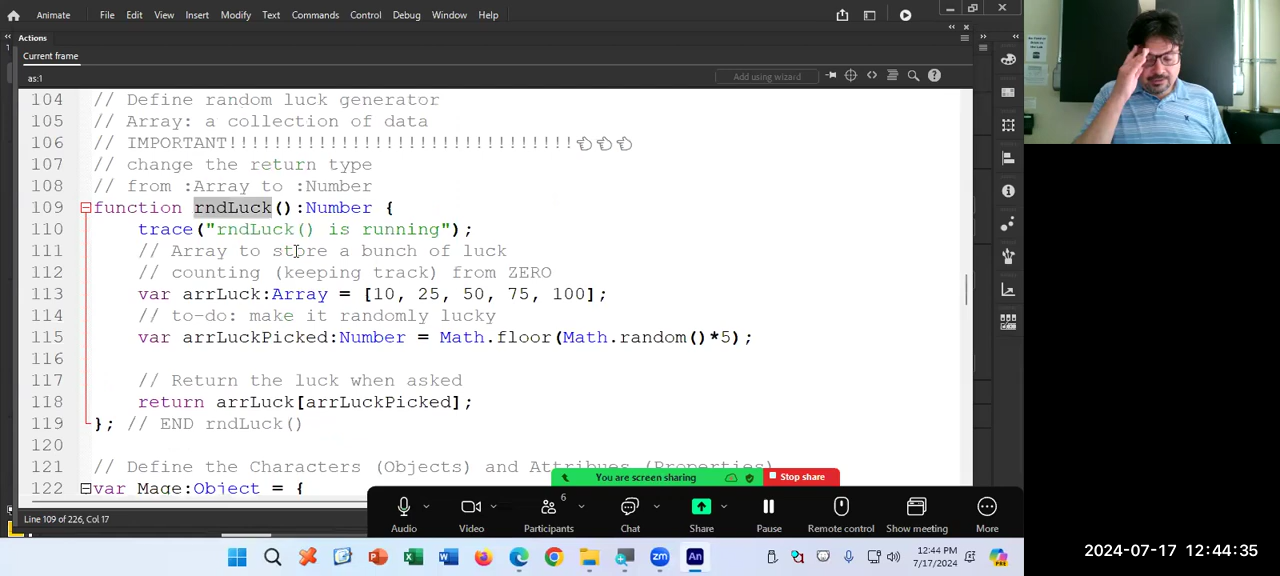 Animate File Edit View Insert Modify Text Commands Control Debug Window Help
Actions
Current frame
as:1
Add using wizard
104 // Define random luck generator
105 // Array: a collection of data
106 // IMPORTANT!!!!!!!!!!!!!!!!!!!!!!!!!!!!!!!👈👈👈
107 // change the return type
108 // from :Array to :Number
109 function rndLuck():Number {
110 trace("rndLuck() is running");
111 // Array to store a bunch of luck
112 // counting (keeping track) from ZERO
113 var arrLuck:Array = [10, 25, 50, 75, 100];
114 // to-do: make it randomly lucky
115 var arrLuckPicked:Number = Math.floor(Math.random()*5);
116
117 // Return the luck when asked
118 return arrLuck[arrLuckPicked];
119 }; // END rndLuck()
120
121 // Define the Characters (Objects) and Attribues (Properties)
122 var Mage:Object = {
You are screen sharing Stop share
Line 109 of 226, Col 17
6
Audio Video Participants Chat Share Pause Remote control Show meeting More
12:44 PM
7/17/2024
2024-07-17 12:44:35